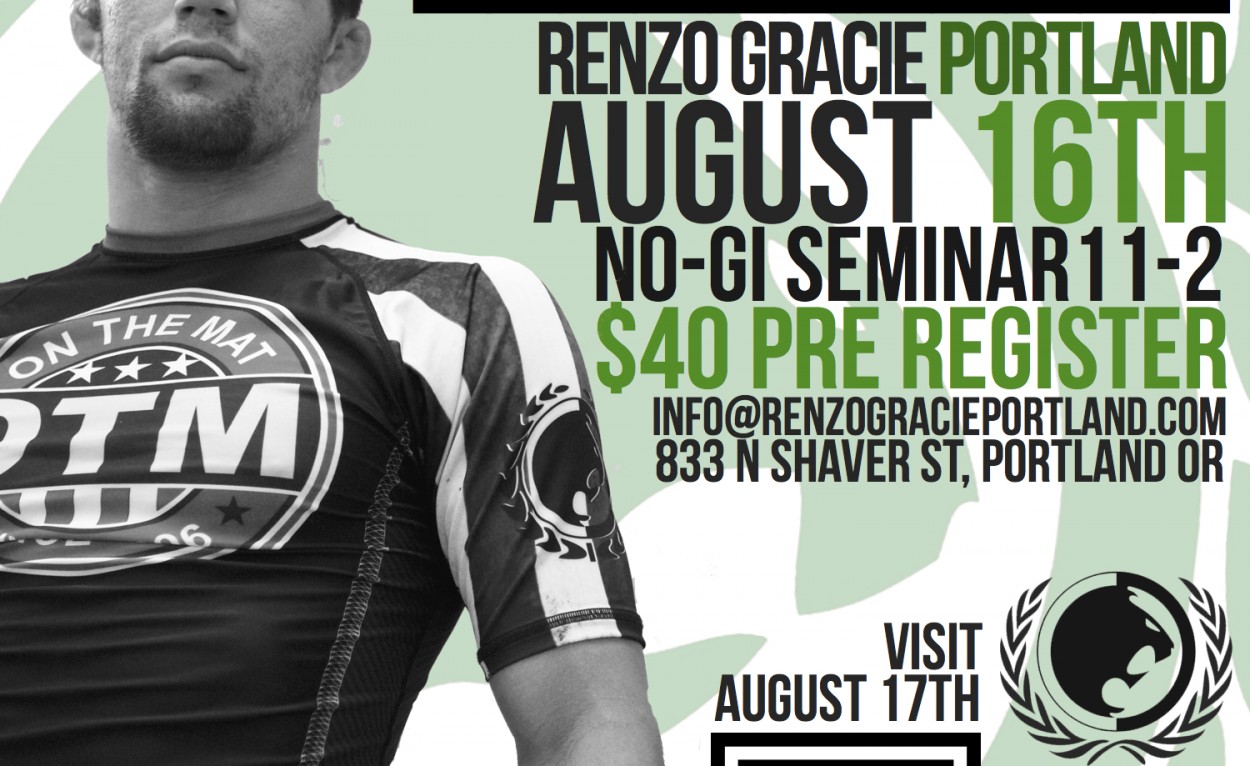 RENZO GRACIE PORTLAND
AUGUST 16TH
NO-GI SEMINAR 11-2
$40 PRE REGISTER
INFO@RENZOGRACIEPORTLAND.COM
833 N SHAVER ST, PORTLAND OR
ON THE MAT
OTM
VISIT
AUGUST 17TH